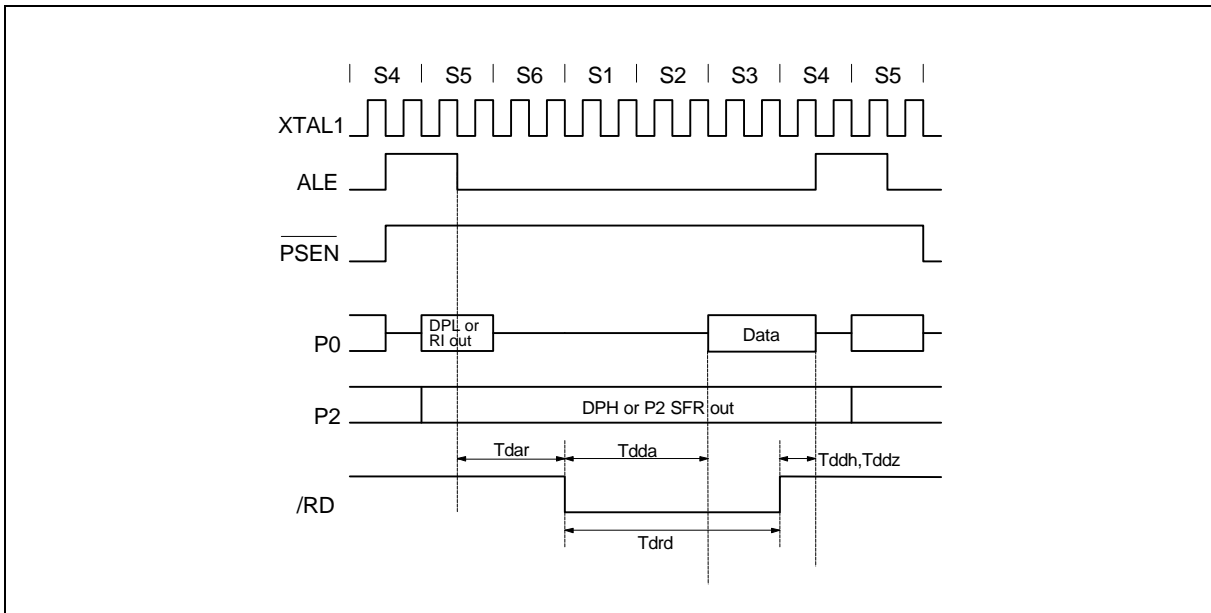 S4 S5 S6 S1 S2 S3 S4 S5
XTAL1
ALE
PSEN
DPL or
RI out
Data
P0
DPH or P2 SFR out
P2
Tdar
Tdda
Tddh,Tddz
/RD
Tdrd